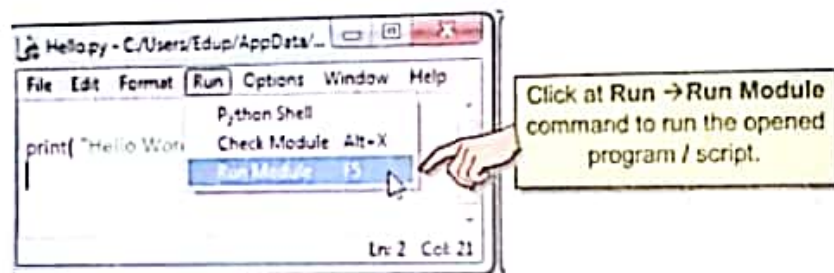 Hello.py - C:/Users/Edup/AppData/...
File Edit Format Run Options Window Help
Python Shell
print( "Hello Wor
Check Module Alt+X
Run Module F5
Ln: 2 Col: 21
Click at Run → Run Module
command to run the opened
program / script.